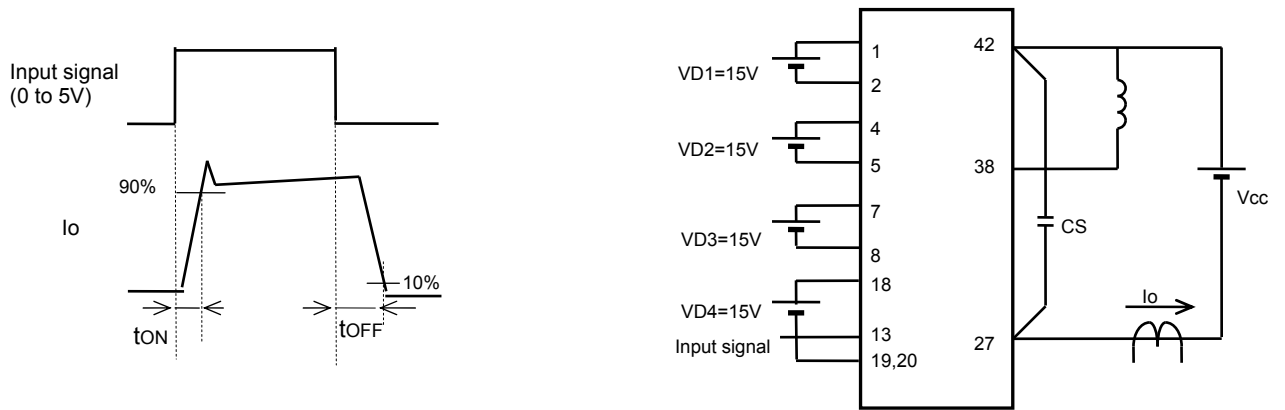 Input signal
(0 to 5V)
90%
Io
10%
tON
tOFF
VD1=15V
VD2=15V
VD3=15V
VD4=15V
Input signal
1
2
4
5
7
8
18
13
19,20
42
38
27
CS
Vcc
Io